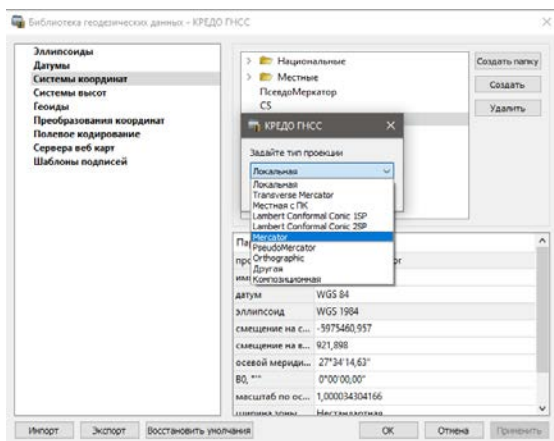 Библиотека геодезических данных - КРЕДО ГНСС
Эллипсоиды
Датумы
Системы координат
Системы высот
Геоиды
Преобразования координат
Полевое кодирование
Сервера веб карт
Шаблоны подписей
Национальные
Местные
ПсевдоМеркатор
CS
Создать папку
Создать
Удалить
КРЕДО ГНСС
Задайте тип проекции
Локальная
Локальная
Transverse Mercator
Местная с ПК
Lambert Conformal Conic 1SP
Lambert Conformal Conic 2SP
Mercator
PseudoMercator
Orthographic
Другая
Композиционная
датум WGS 84
эллипсоид WGS 1984
смещение на с... -5975460,957
смещение на в... 921,898
осевой мериди... 27°34'14,63"
B0, °'" 0°00'00,00"
масштаб по ос... 1,000034304166
ширина зоны Нестандартная
Импорт Экспорт Восстановить умолчания OK Отмена Применить